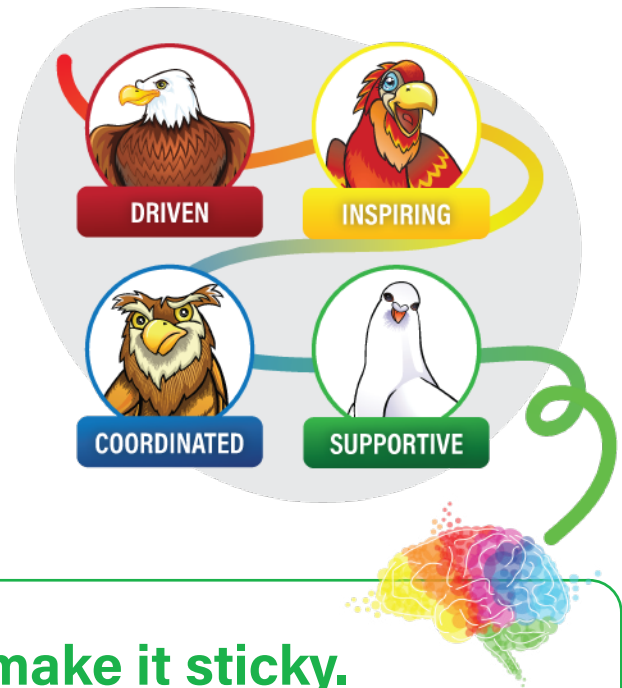 DRIVEN
INSPIRING
COORDINATED
SUPPORTIVE
make it sticky.